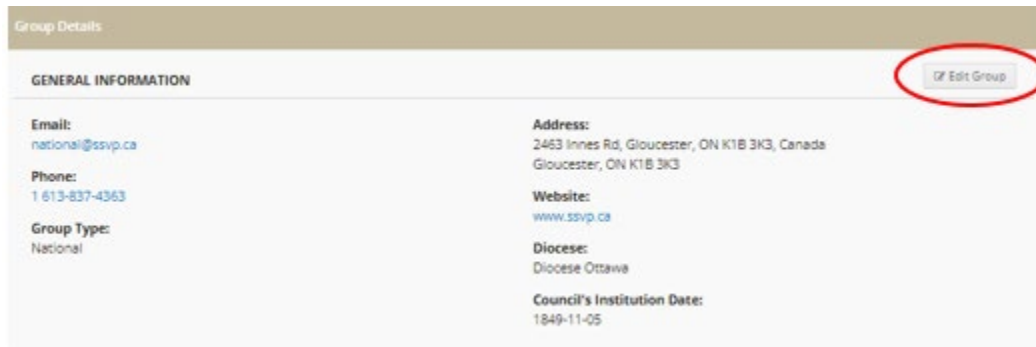 Group Details
GENERAL INFORMATION
Edit Group
Email:
national@ssvp.ca
Phone:
1 613-837-4363
Group Type:
National
Address:
2463 Innes Rd, Gloucester, ON K1B 3K3, Canada
Gloucester, ON K1B 3K3
Website:
www.ssvp.ca
Diocese:
Diocese Ottawa
Council's Institution Date:
1849-11-05